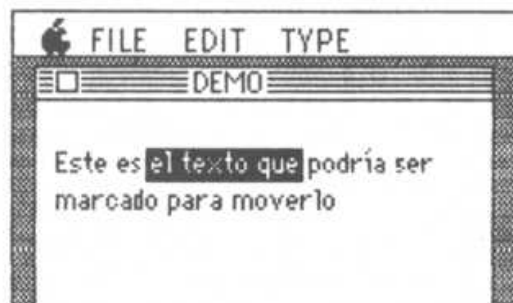 FILE EDIT TYPE
DEMO
Este es el texto que podría ser
marcado para moverlo